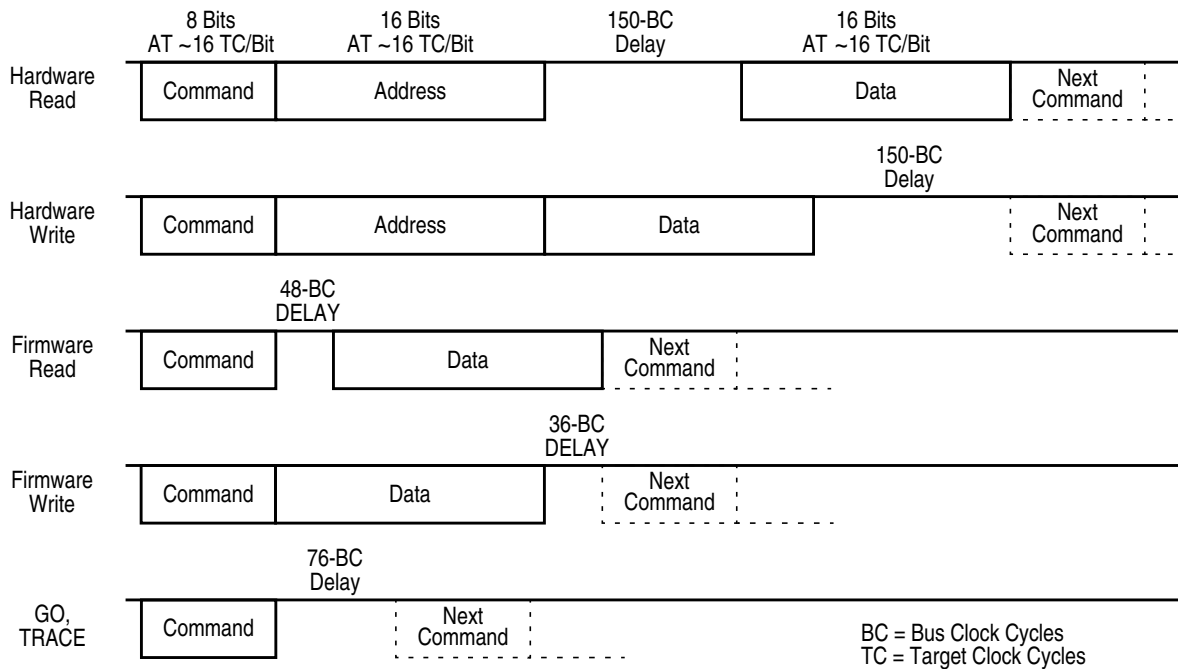 8 Bits 16 Bits 150-BC 16 Bits
AT ~16 TC/Bit AT ~16 TC/Bit Delay AT ~16 TC/Bit
Hardware
Read
Command Address Data Next
Command
150-BC
Delay
Hardware
Write
Command Address Data Next
Command
48-BC
DELAY
Firmware
Read
Command Data Next
Command
36-BC
DELAY
Firmware
Write
Command Data Next
Command
76-BC
Delay
GO,
TRACE
Command Next
Command
BC = Bus Clock Cycles
TC = Target Clock Cycles